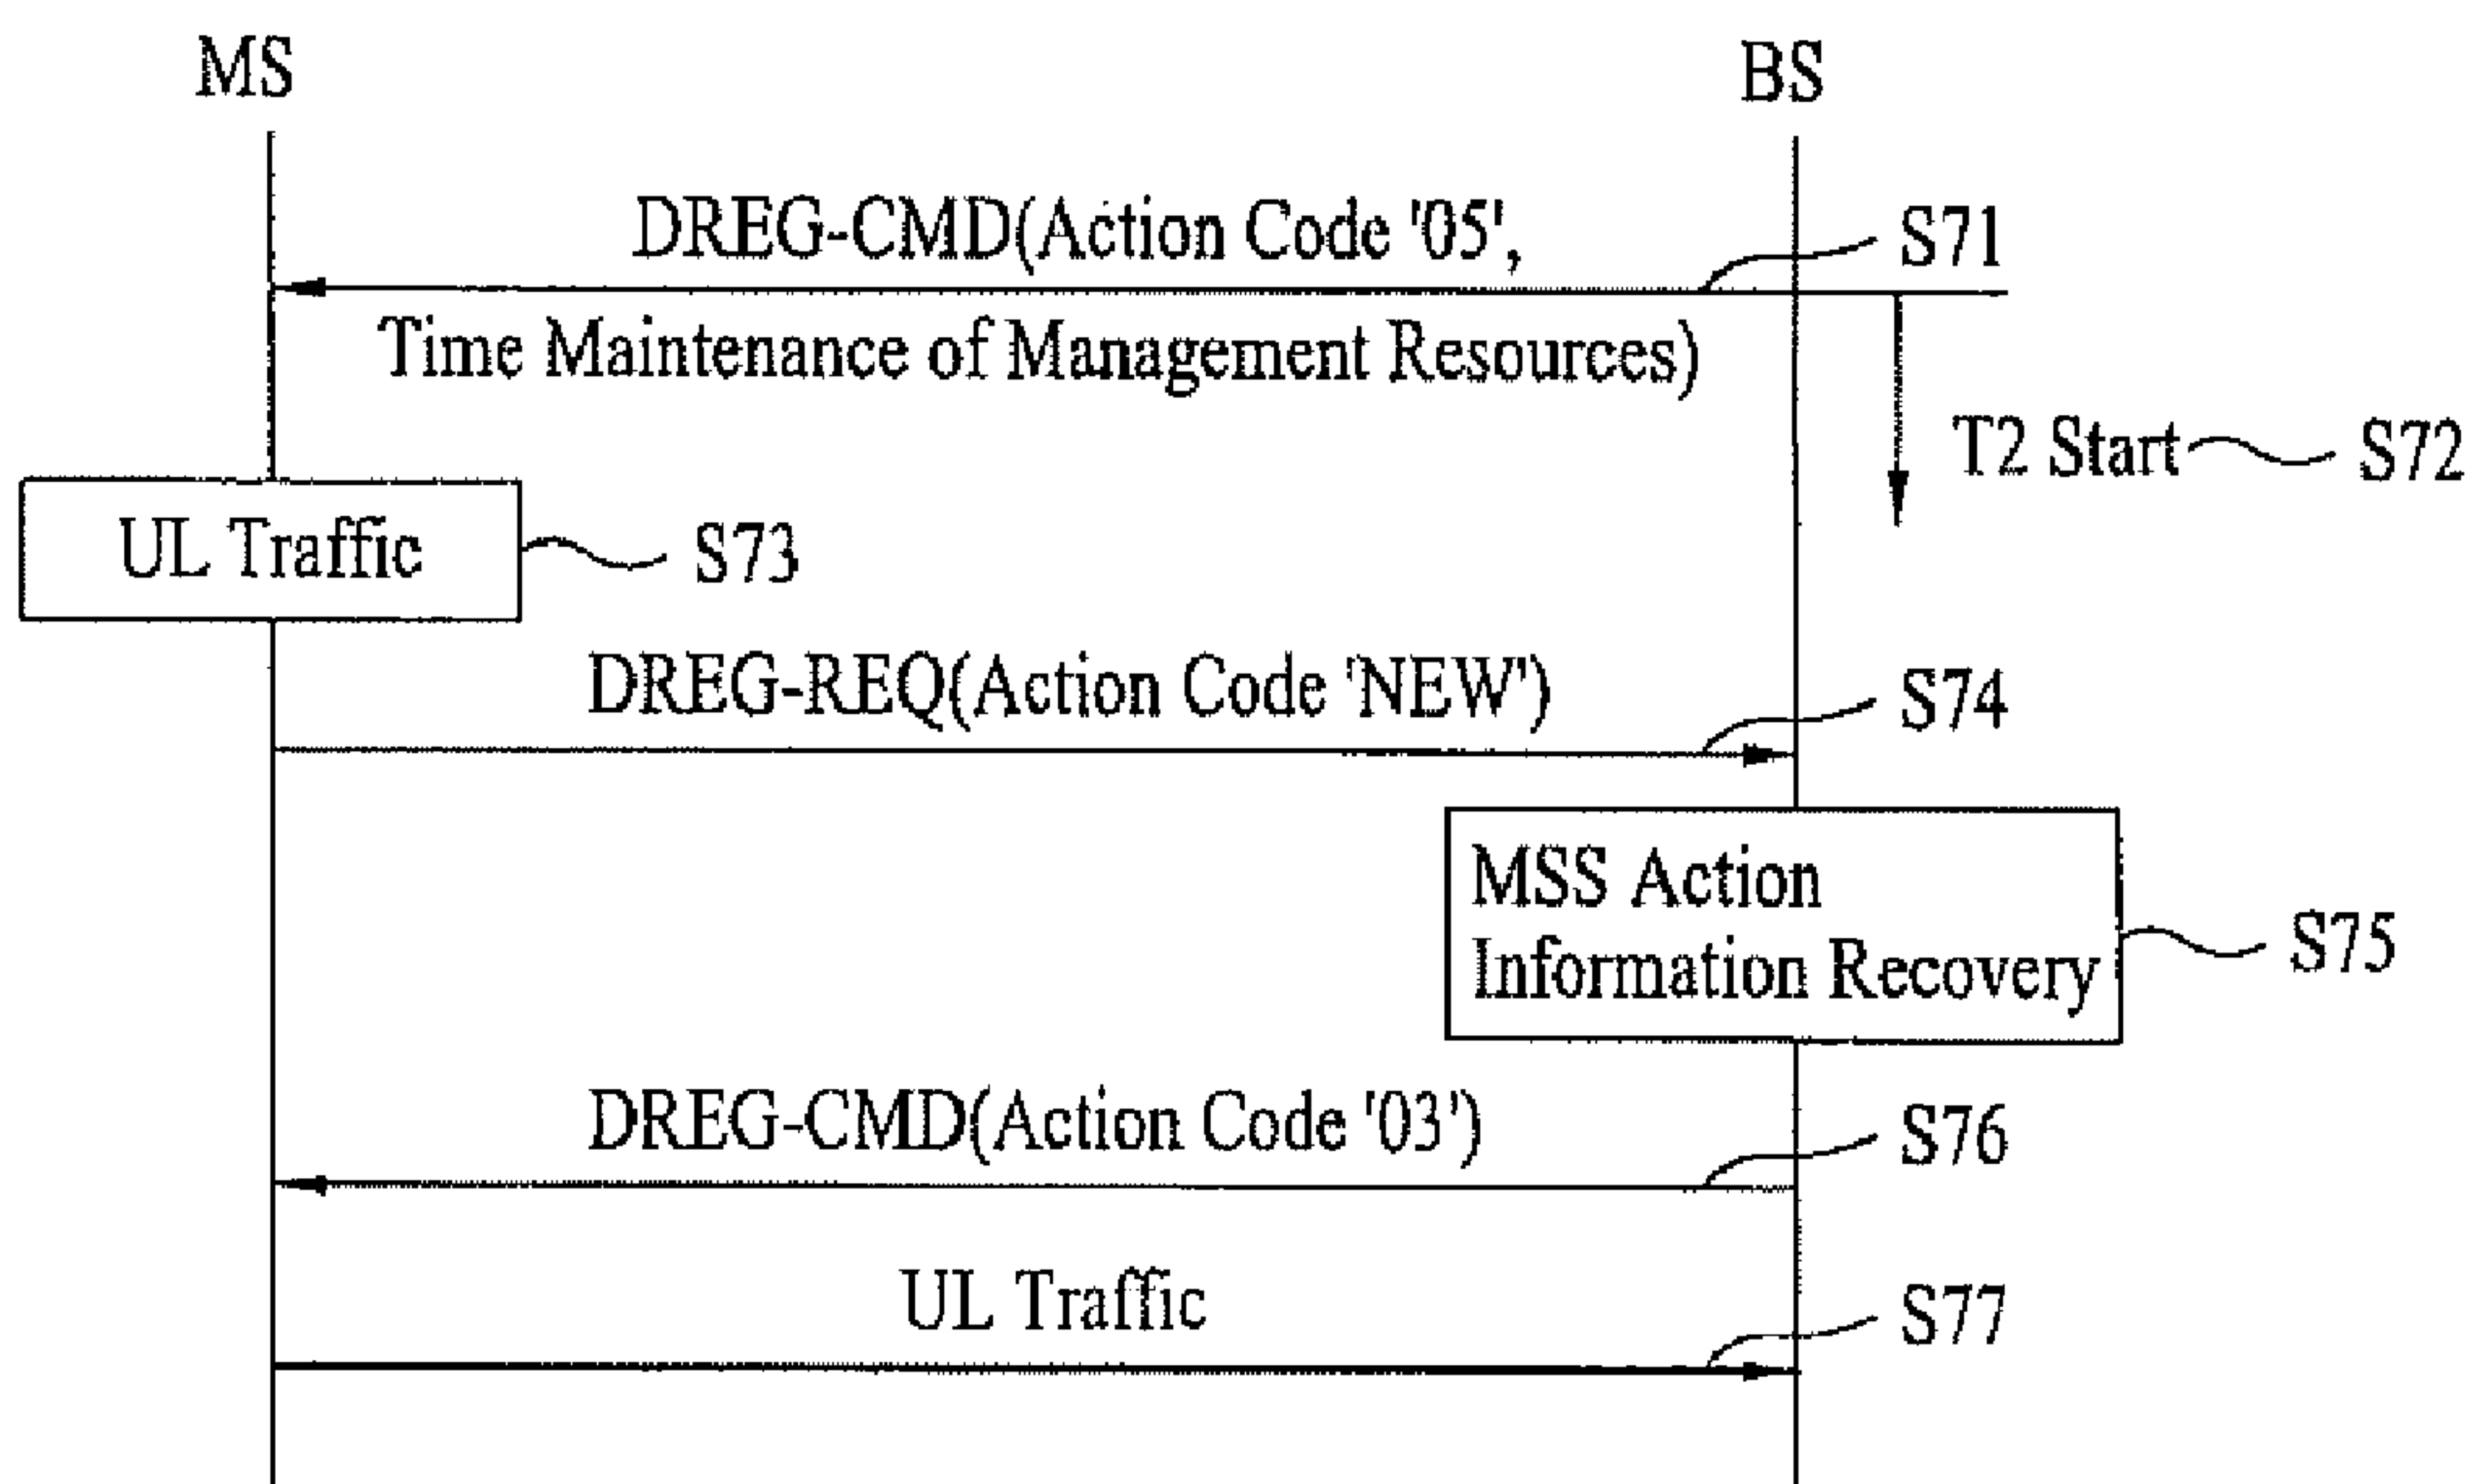 MS
BS
DREG-CMD(Action Code '05',
S71
Time Maintenance of Management Resources)
T2 Start
S72
UL Traffic
S73
DREG-REQ(Action Code 'NEW')
S74
MSS Action
Information Recovery
S75
DREG-CMD(Action Code '03')
S76
UL Traffic
S77